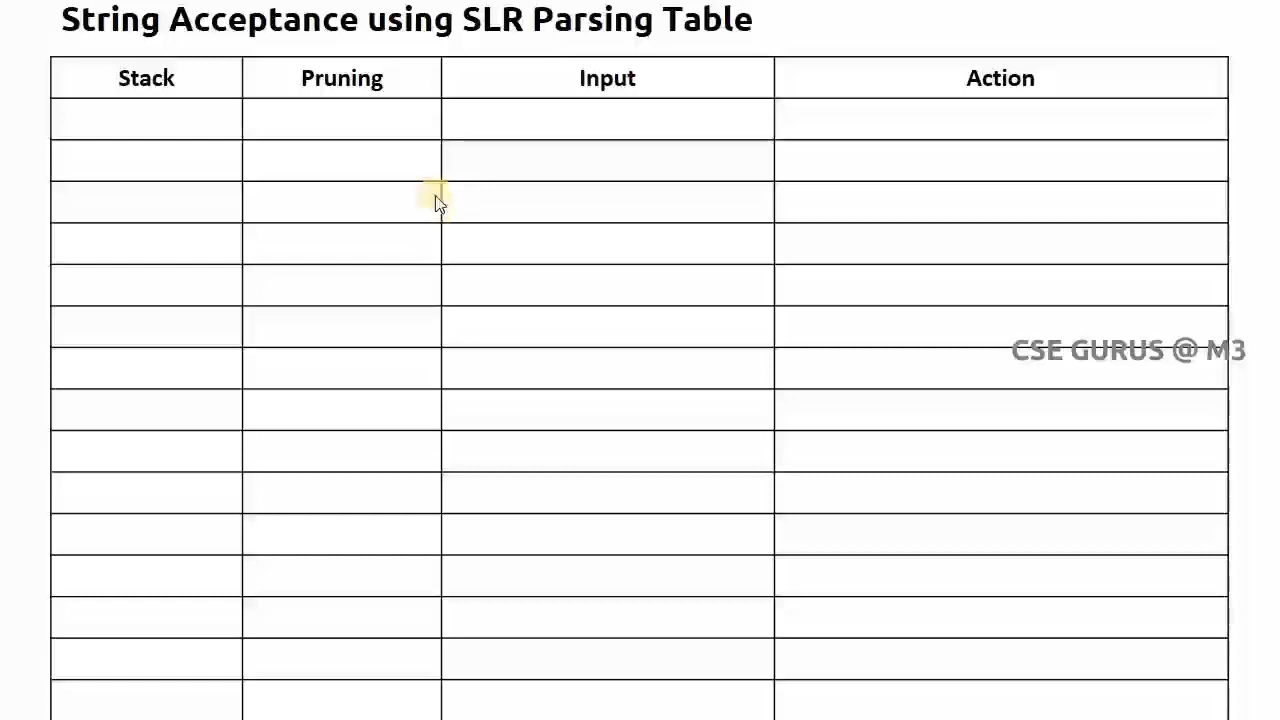 String Acceptance using SLR Parsing Table
Stack Pruning Input Action
CSE GURUS @ M3